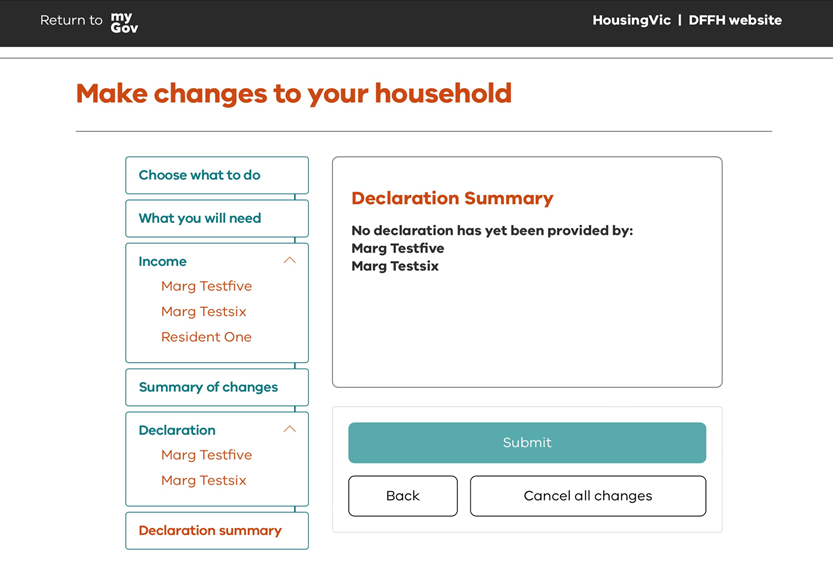 Return to my Gov
HousingVic | DFFH website
Make changes to your household
Choose what to do
What you will need
Income
Marg Testfive
Marg Testsix
Resident One
Summary of changes
Declaration
Marg Testfive
Marg Testsix
Declaration summary
Declaration Summary
No declaration has yet been provided by:
Marg Testfive
Marg Testsix
Submit
Back
Cancel all changes